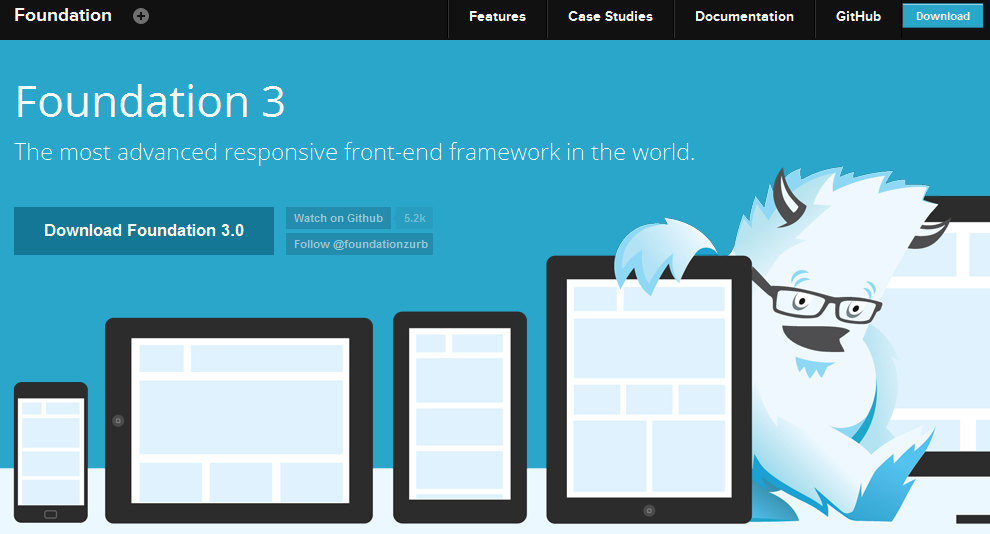 Foundation
Features
Case Studies
Documentation
GitHub
Download
Foundation 3
The most advanced responsive front-end framework in the world.
Download Foundation 3.0
Watch on Github 5.2k
Follow @foundationzurb